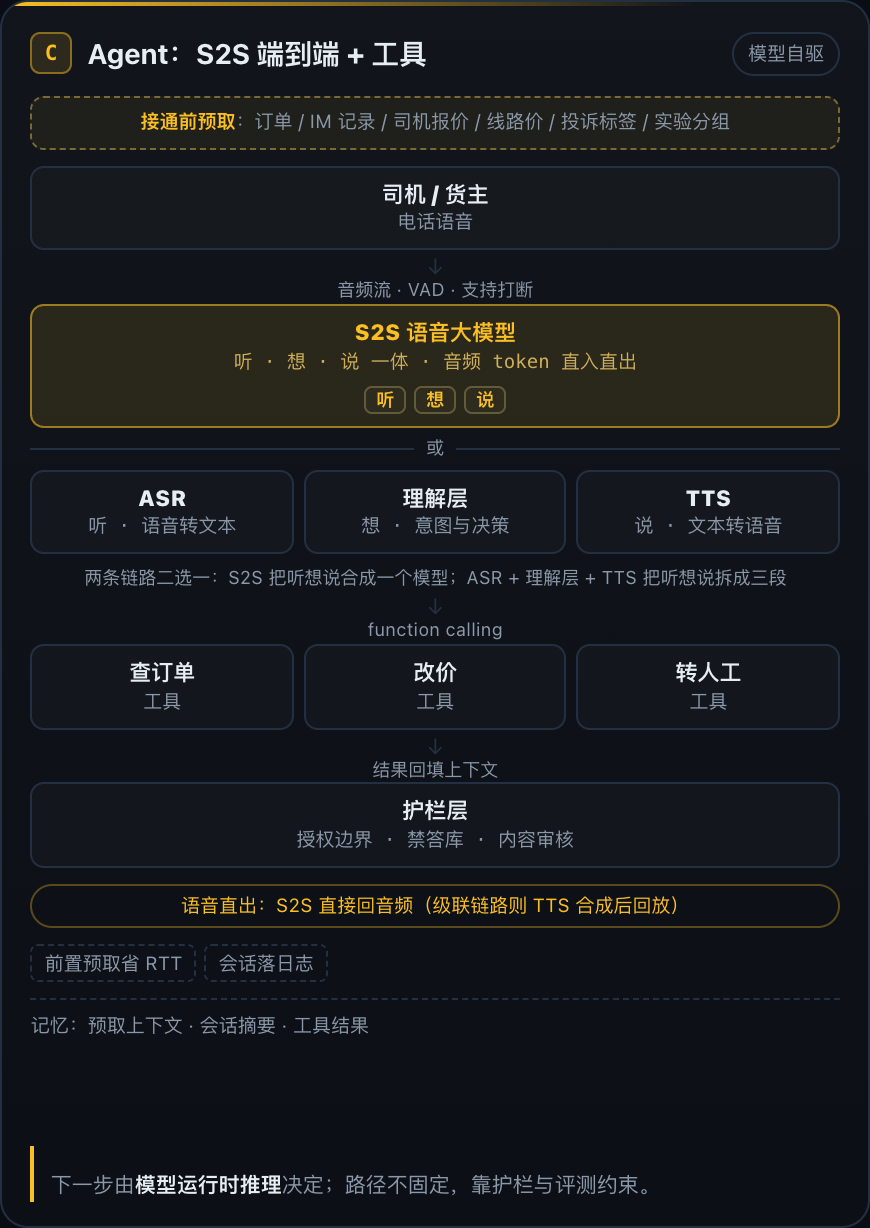 C
Agent：S2S 端到端 + 工具
模型自驱
接通前预取：订单 / IM 记录 / 司机报价 / 线路价 / 投诉标签 / 实验分组
司机 / 货主
电话语音
↓
音频流 · VAD · 支持打断
S2S 语音大模型
听 · 想 · 说 一体 · 音频 token 直入直出
听 想 说
或
ASR
听 · 语音转文本
理解层
想 · 意图与决策
TTS
说 · 文本转语音
两条链路二选一：S2S 把听想说合成一个模型；ASR + 理解层 + TTS 把听想说拆成三段
↓
function calling
查订单
工具
改价
工具
转人工
工具
↓
结果回填上下文
护栏层
授权边界 · 禁答库 · 内容审核
语音直出：S2S 直接回音频（级联链路则 TTS 合成后回放）
前置预取省 RTT
会话落日志
记忆：预取上下文 · 会话摘要 · 工具结果
下一步由模型运行时推理决定；路径不固定，靠护栏与评测约束。